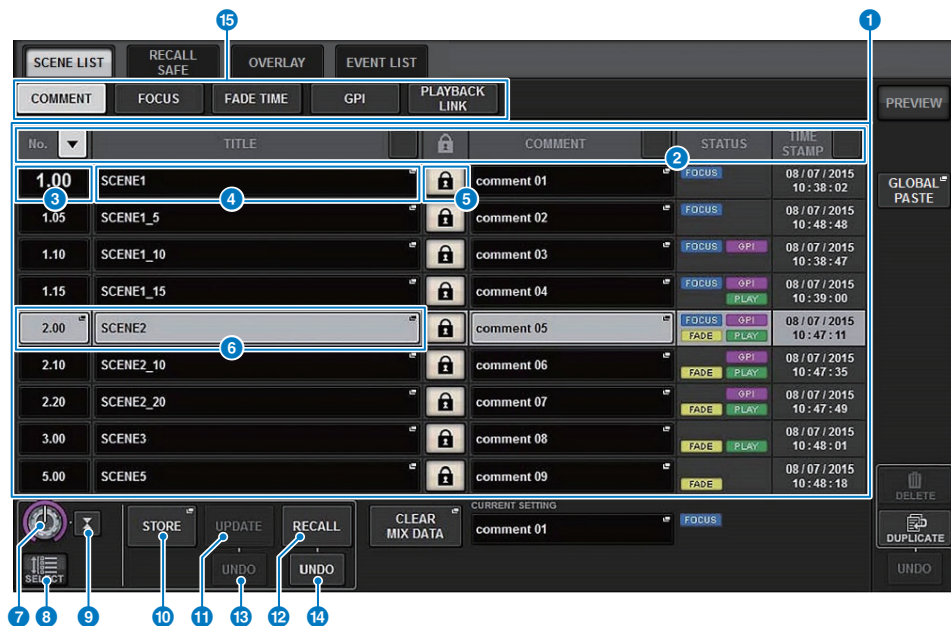 15 1
SCENE LIST RECALL SAFE OVERLAY EVENT LIST
COMMENT FOCUS FADE TIME GPI PLAYBACK LINK PREVIEW
No. TITLE COMMENT STATUS TIME STAMP
2
1.00 SCENE1 comment 01 FOCUS 08/07/2015 10:38:02
3 4 5
GLOBAL PASTE
1.05 SCENE1_5 comment 02 FOCUS 08/07/2015 10:48:48
1.10 SCENE1_10 comment 03 FOCUS GPI 08/07/2015 10:38:47
1.15 SCENE1_15 comment 04 FOCUS GPI PLAY 08/07/2015 10:39:00
2.00 SCENE2 comment 05 FOCUS GPI FADE PLAY 08/07/2015 10:47:11
6
2.10 SCENE2_10 comment 06 GPI FADE PLAY 08/07/2015 10:47:35
2.20 SCENE2_20 comment 07 GPI FADE PLAY 08/07/2015 10:47:49
3.00 SCENE3 comment 08 FADE PLAY 08/07/2015 10:48:01
5.00 SCENE5 comment 09 FADE 08/07/2015 10:48:18
DELETE
CURRENT SETTING
STORE UPDATE RECALL CLEAR MIX DATA comment 01 FOCUS DUPLICATE
SELECT UNDO UNDO UNDO
7 8 9 10 11 13 12 14